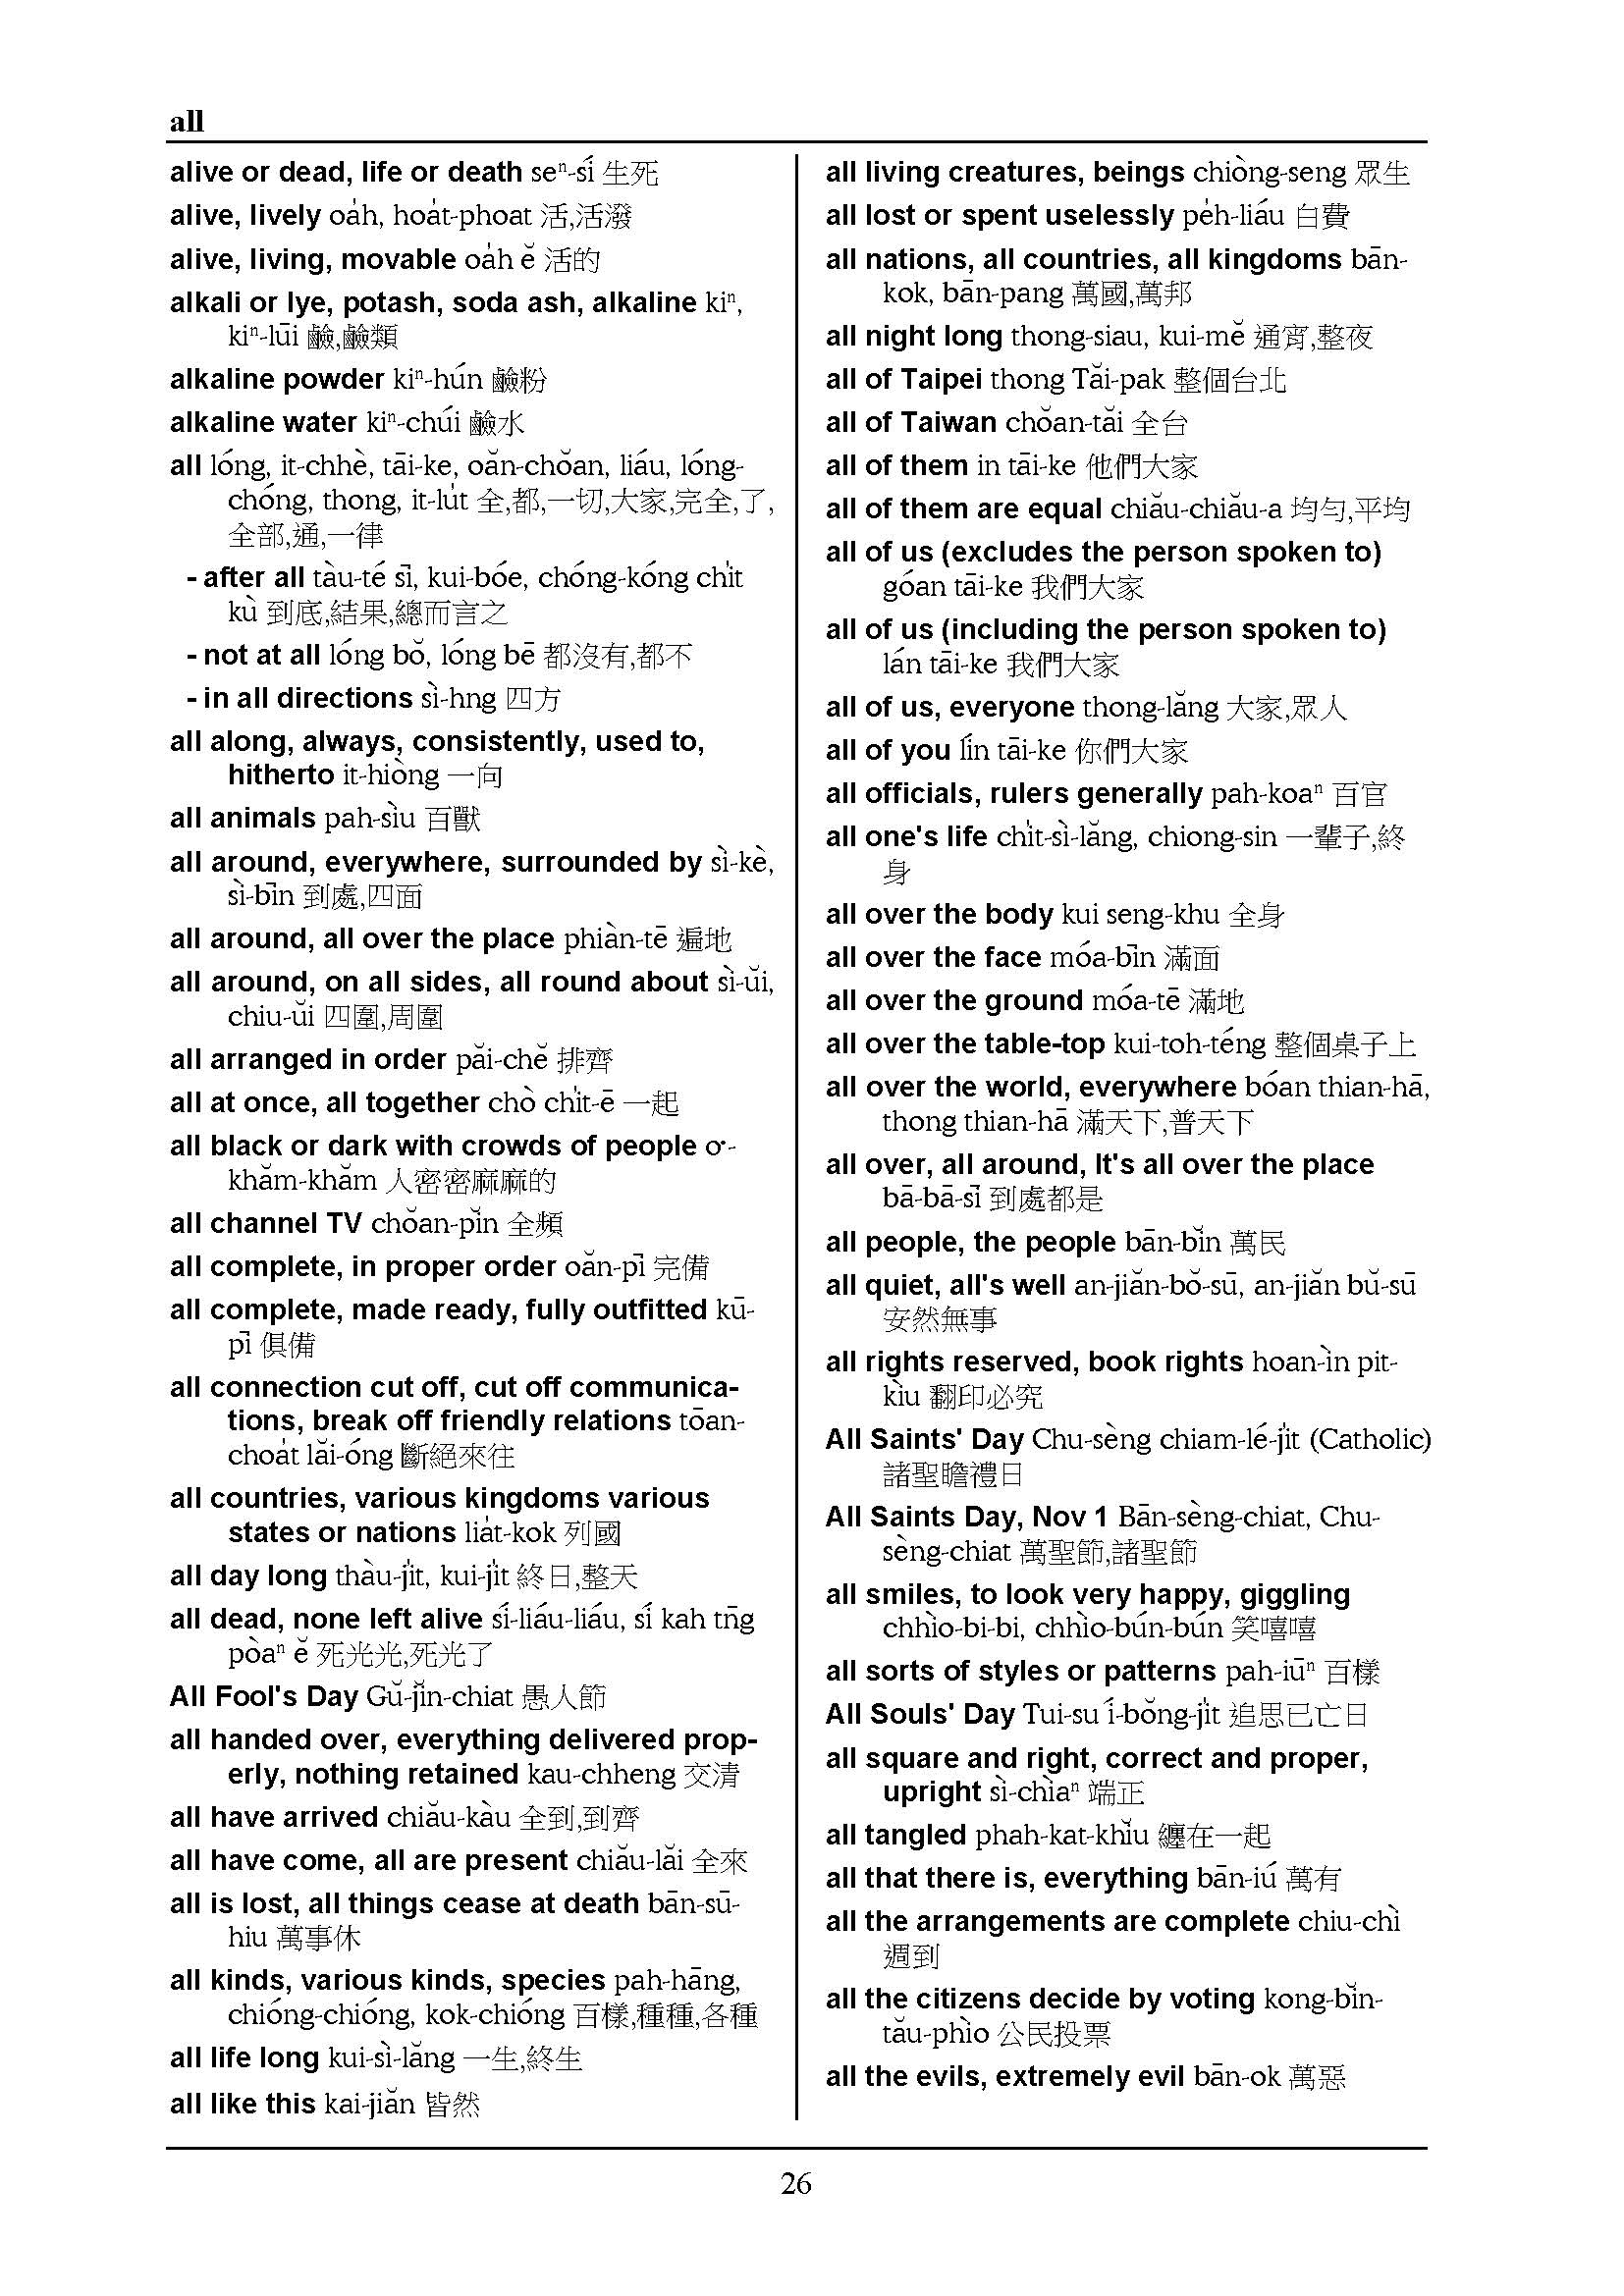 all
alive or dead, life or death seⁿ-sí 生死
alive, lively oa̍h, hoa̍t-phoat 活,活潑
alive, living, movable oa̍h ĕ 活的
alkali or lye, potash, soda ash, alkaline kiⁿ,
kiⁿ-lūi 鹼,鹼類
alkaline powder kiⁿ-hún 鹼粉
alkaline water kiⁿ-chúi 鹼水
all lóng, it-chhè, tāi-ke, oăn-chŏan, liáu, lóng-
chóng, thong, it-lu̍t 全,都,一切,大家,完全,了,
全部,通,一律
- after all tàu-té sī, kui-bóe, chóng-kóng chi̍t
kù 到底,結果,總而言之
- not at all lóng bŏ, lóng bē 都沒有,都不
- in all directions sì-hng 四方
all along, always, consistently, used to,
hitherto it-hiòng 一向
all animals pah-sìu 百獸
all around, everywhere, surrounded by sì-kè,
sì-bīn 到處,四面
all around, all over the place phiàn-tē 遍地
all around, on all sides, all round about sì-ŭi,
chiu-ŭi 四圍,周圍
all arranged in order păi-chĕ 排齊
all at once, all together chò chi̍t-ē 一起
all black or dark with crowds of people o͘-
khăm-khăm 人密密麻麻的
all channel TV chŏan-pĭn 全頻
all complete, in proper order oăn-pī 完備
all complete, made ready, fully outfitted kū-
pī 俱備
all connection cut off, cut off communica-
tions, break off friendly relations tōan-
choa̍t lăi-óng 斷絕來往
all countries, various kingdoms various
states or nations lia̍t-kok 列國
all day long thàu-ji̍t, kui-ji̍t 終日,整天
all dead, none left alive sí-liáu-liáu, sí kah tn̄g
pòaⁿ ĕ 死光光,死光了
All Fool's Day Gŭ-jĭn-chiat 愚人節
all handed over, everything delivered prop-
erly, nothing retained kau-chheng 交清
all have arrived chiău-kàu 全到,到齊
all have come, all are present chiău-lăi 全來
all is lost, all things cease at death bān-sū-
hiu 萬事休
all kinds, various kinds, species pah-hāng,
chióng-chióng, kok-chióng 百樣,種種,各種
all life long kui-sì-lăng 一生,終生
all like this kai-jiăn 皆然
all living creatures, beings chiòng-seng 眾生
all lost or spent uselessly pe̍h-liáu 白費
all nations, all countries, all kingdoms bān-
kok, bān-pang 萬國,萬邦
all night long thong-siau, kui-mĕ 通宵,整夜
all of Taipei thong Tăi-pak 整個台北
all of Taiwan chŏan-tăi 全台
all of them in tāi-ke 他們大家
all of them are equal chiău-chiău-a 均勻,平均
all of us (excludes the person spoken to)
góan tāi-ke 我們大家
all of us (including the person spoken to)
lán tāi-ke 我們大家
all of us, everyone thong-lăng 大家,眾人
all of you lín tāi-ke 你們大家
all officials, rulers generally pah-koaⁿ 百官
all one's life chi̍t-sì-lăng, chiong-sin 一輩子,終
身
all over the body kui seng-khu 全身
all over the face móa-bīn 滿面
all over the ground móa-tē 滿地
all over the table-top kui-toh-téng 整個桌子上
all over the world, everywhere bóan thian-hā,
thong thian-hā 滿天下,普天下
all over, all around, It's all over the place
bā-bā-sī 到處都是
all people, the people bān-bĭn 萬民
all quiet, all's well an-jiăn-bŏ-sū, an-jiăn bŭ-sū
安然無事
all rights reserved, book rights hoan-ìn pit-
kìu 翻印必究
All Saints' Day Chu-sèng chiam-lé-ji̍t (Catholic)
諸聖瞻禮日
All Saints Day, Nov 1 Bān-sèng-chiat, Chu-
sèng-chiat 萬聖節,諸聖節
all smiles, to look very happy, giggling
chhìo-bi-bi, chhìo-bún-bún 笑嘻嘻
all sorts of styles or patterns pah-iūⁿ 百樣
All Souls' Day Tui-su í-bŏng-ji̍t 追思已亡日
all square and right, correct and proper,
upright sì-chìaⁿ 端正
all tangled phah-kat-khĭu 纏在一起
all that there is, everything bān-iú 萬有
all the arrangements are complete chiu-chì
週到
all the citizens decide by voting kong-bĭn-
tău-phìo 公民投票
all the evils, extremely evil bān-ok 萬惡
26